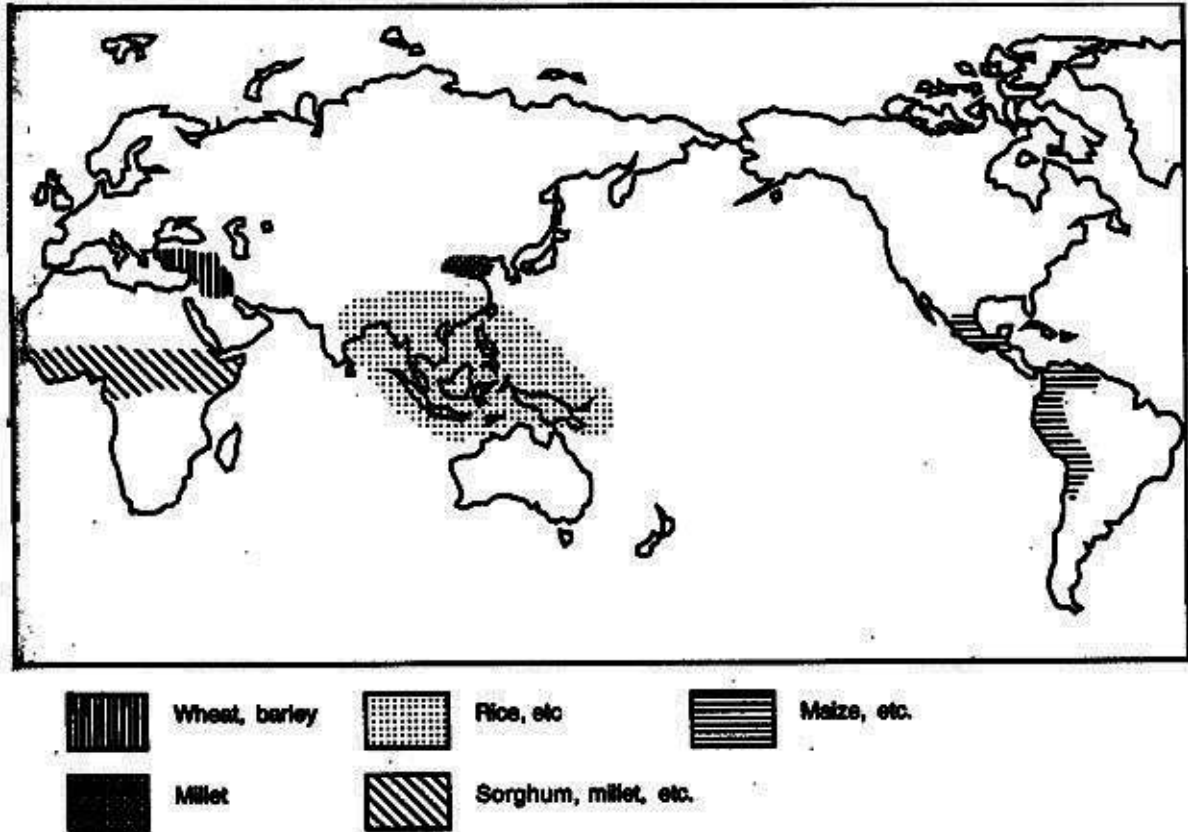 Wheat, barley
Rice, etc
Maize, etc.
Millet
Sorghum, millet, etc.